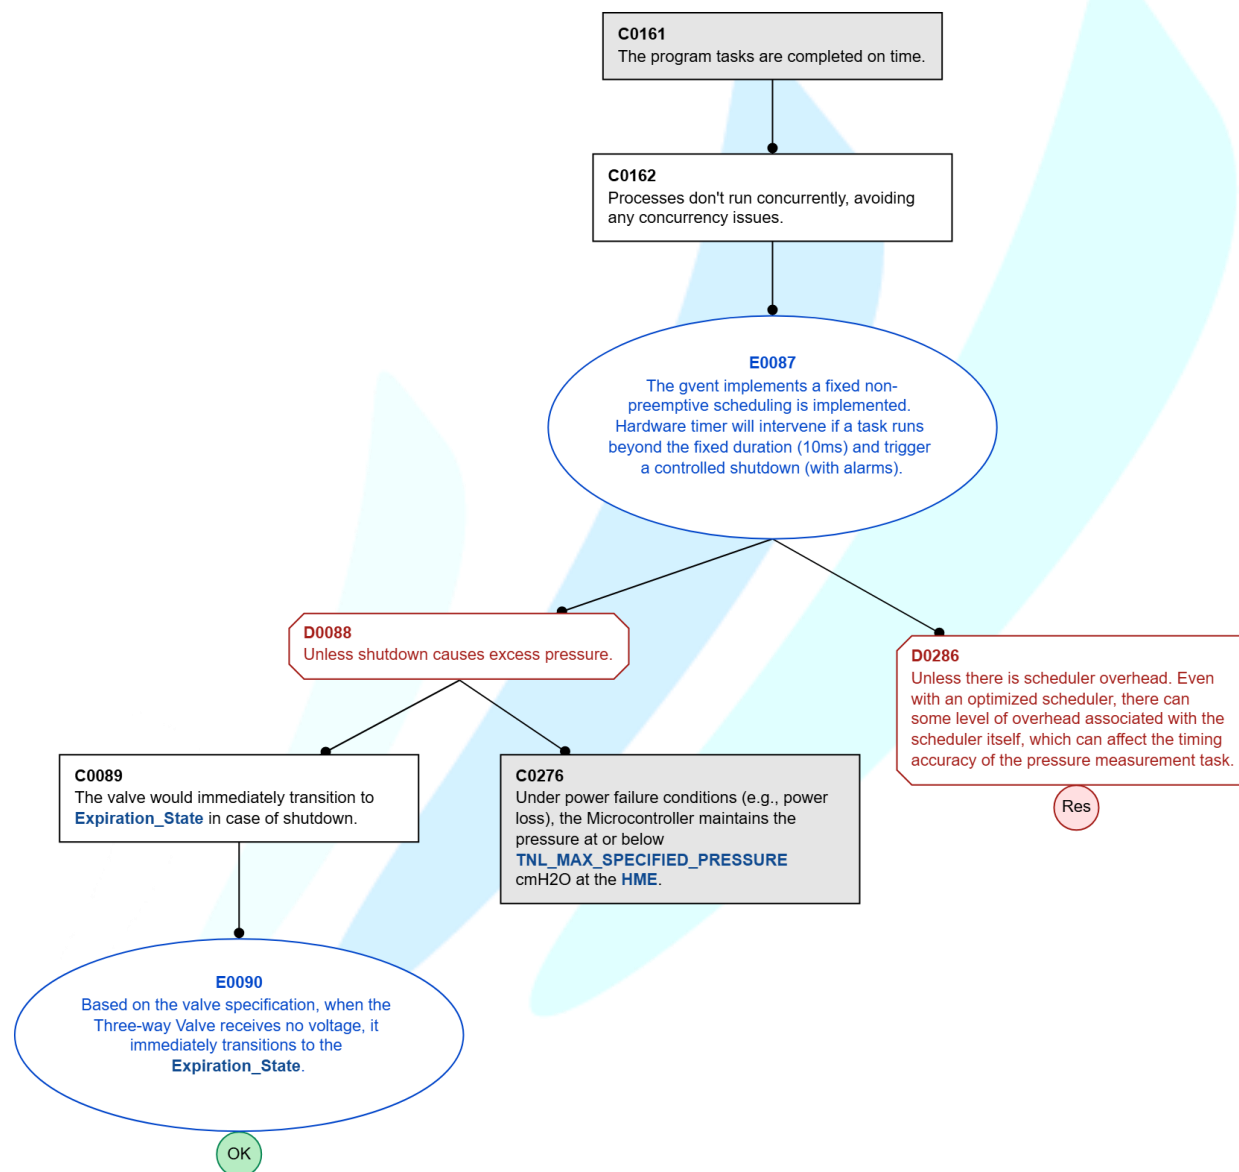 C0161
The program tasks are completed on time.
C0162
Processes don't run concurrently, avoiding
any concurrency issues.
E0087
The gvent implements a fixed non-
preemptive scheduling is implemented.
Hardware timer will intervene if a task runs
beyond the fixed duration (10ms) and trigger
a controlled shutdown (with alarms).
D0088
Unless shutdown causes excess pressure.
D0286
Unless there is scheduler overhead. Even
with an optimized scheduler, there can
some level of overhead associated with the
scheduler itself, which can affect the timing
accuracy of the pressure measurement task.
Res
C0089
The valve would immediately transition to
Expiration_State in case of shutdown.
C0276
Under power failure conditions (e.g., power
loss), the Microcontroller maintains the
pressure at or below
TNL_MAX_SPECIFIED_PRESSURE
cmH2O at the HME.
E0090
Based on the valve specification, when the
Three-way Valve receives no voltage, it
immediately transitions to the
Expiration_State.
OK